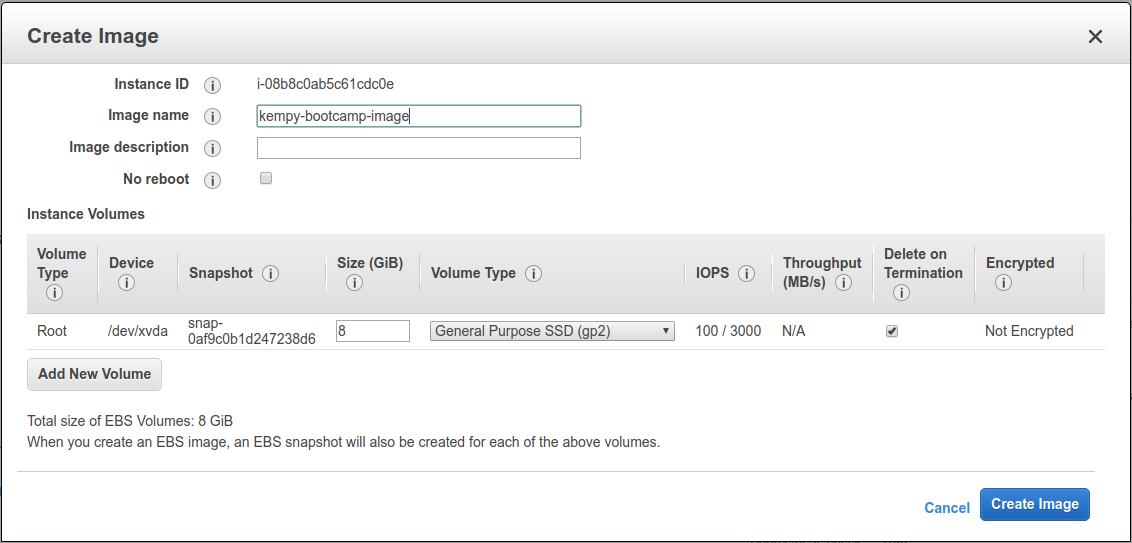 Create Image
Instance ID i-08b8c0ab5c61cdc0e
Image name kempy-bootcamp-image
Image description
No reboot
Instance Volumes
Volume Type Device Snapshot Size (GiB) Volume Type IOPS Throughput (MB/s) Delete on Termination Encrypted
Root /dev/xvda snap-0af9c0b1d247238d6 8 General Purpose SSD (gp2) 100 / 3000 N/A Not Encrypted
Add New Volume
Total size of EBS Volumes: 8 GiB
When you create an EBS image, an EBS snapshot will also be created for each of the above volumes.
Cancel Create Image